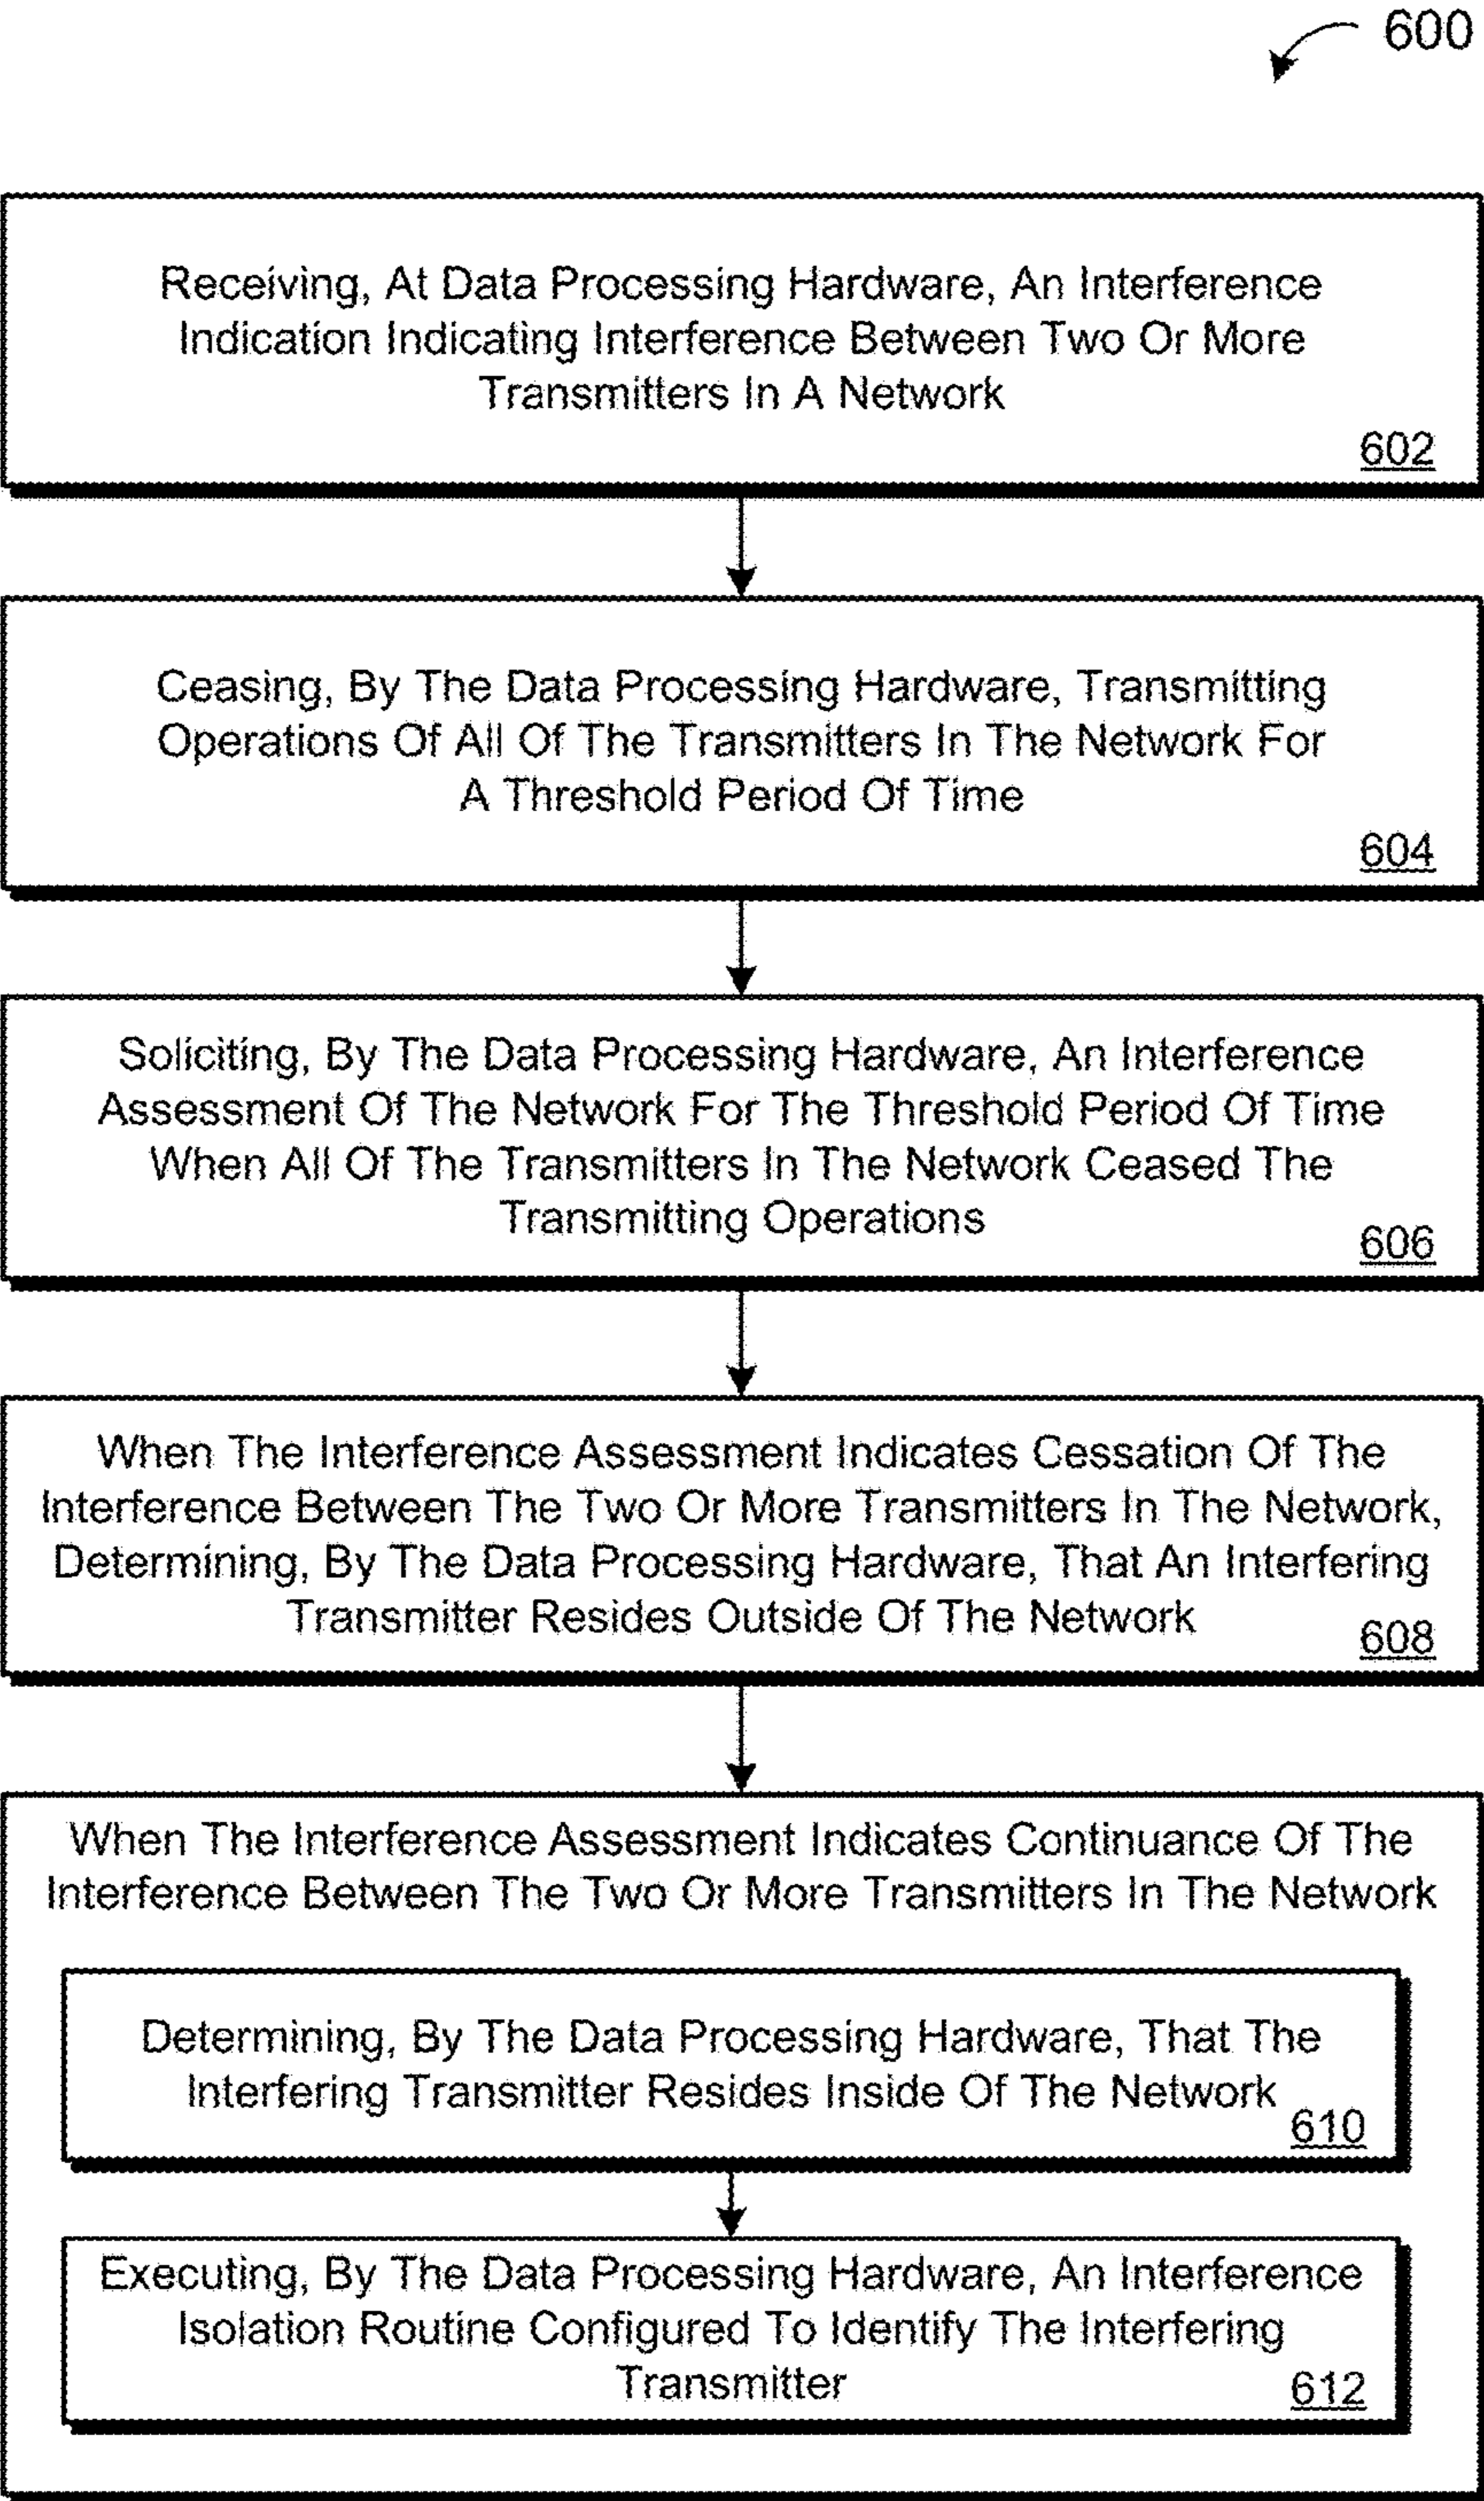 600
Receiving, At Data Processing Hardware, An Interference
Indication Indicating Interference Between Two Or More
Transmitters In A Network
602
Ceasing, By The Data Processing Hardware, Transmitting
Operations Of All Of The Transmitters In The Network For
A Threshold Period Of Time
604
Soliciting, By The Data Processing Hardware, An Interference
Assessment Of The Network For The Threshold Period Of Time
When All Of The Transmitters In The Network Ceased The
Transmitting Operations
606
When The Interference Assessment Indicates Cessation Of The
Interference Between The Two Or More Transmitters In The Network,
Determining, By The Data Processing Hardware, That An Interfering
Transmitter Resides Outside Of The Network
608
When The Interference Assessment Indicates Continuance Of The
Interference Between The Two Or More Transmitters In The Network
Determining, By The Data Processing Hardware, That The
Interfering Transmitter Resides Inside Of The Network
610
Executing, By The Data Processing Hardware, An Interference
Isolation Routine Configured To Identify The Interfering
Transmitter
612